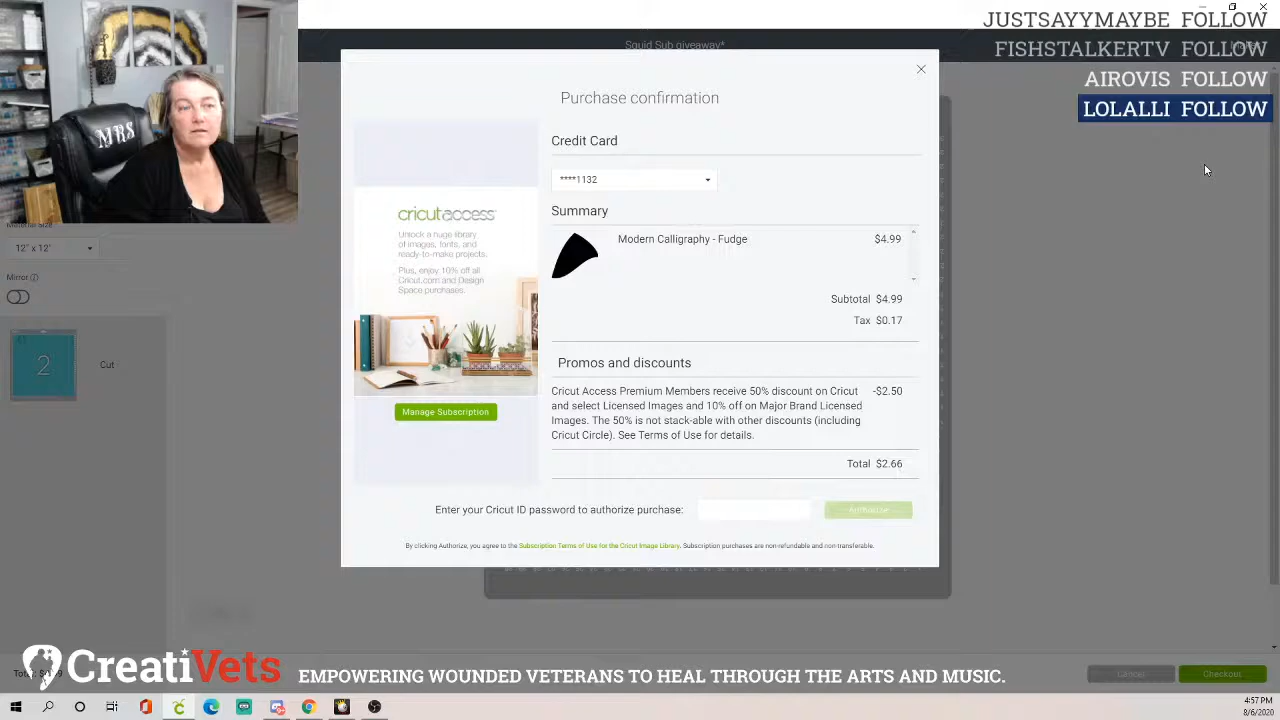 JUSTSAYYMAYBE FOLLOW
FISHSTALKERTV FOLLOW
AIROVIS FOLLOW
LOLALLI FOLLOW
MRS
Squid Sub giveaway*
Purchase confirmation
Credit Card
****1132
Summary
Modern Calligraphy - Fudge $4.99
Subtotal $4.99
Tax $0.17
Promos and discounts
Cricut Access Premium Members receive 50% discount on Cricut -$2.50
and select Licensed Images and 10% off on Major Brand Licensed
Images. The 50% is not stack-able with other discounts (including
Cricut Circle). See Terms of Use for details.
Total $2.66
Enter your Cricut ID password to authorize purchase: Authorize
By clicking Authorize, you agree to the Subscription Terms of Use for the Cricut Image Library. Subscription purchases are non-refundable and non-transferable.
cricut access
Unlock a huge library
of images, fonts, and
ready-to-make projects.
Plus, enjoy 10% off all
Cricut.com and Design
Space purchases.
Manage Subscription
Material Size
12" x 12"
Mirror
2
Cut
Cancel Checkout
CreatiVets
EMPOWERING WOUNDED VETERANS TO HEAL THROUGH THE ARTS AND MUSIC.
4:57 PM
8/6/2020